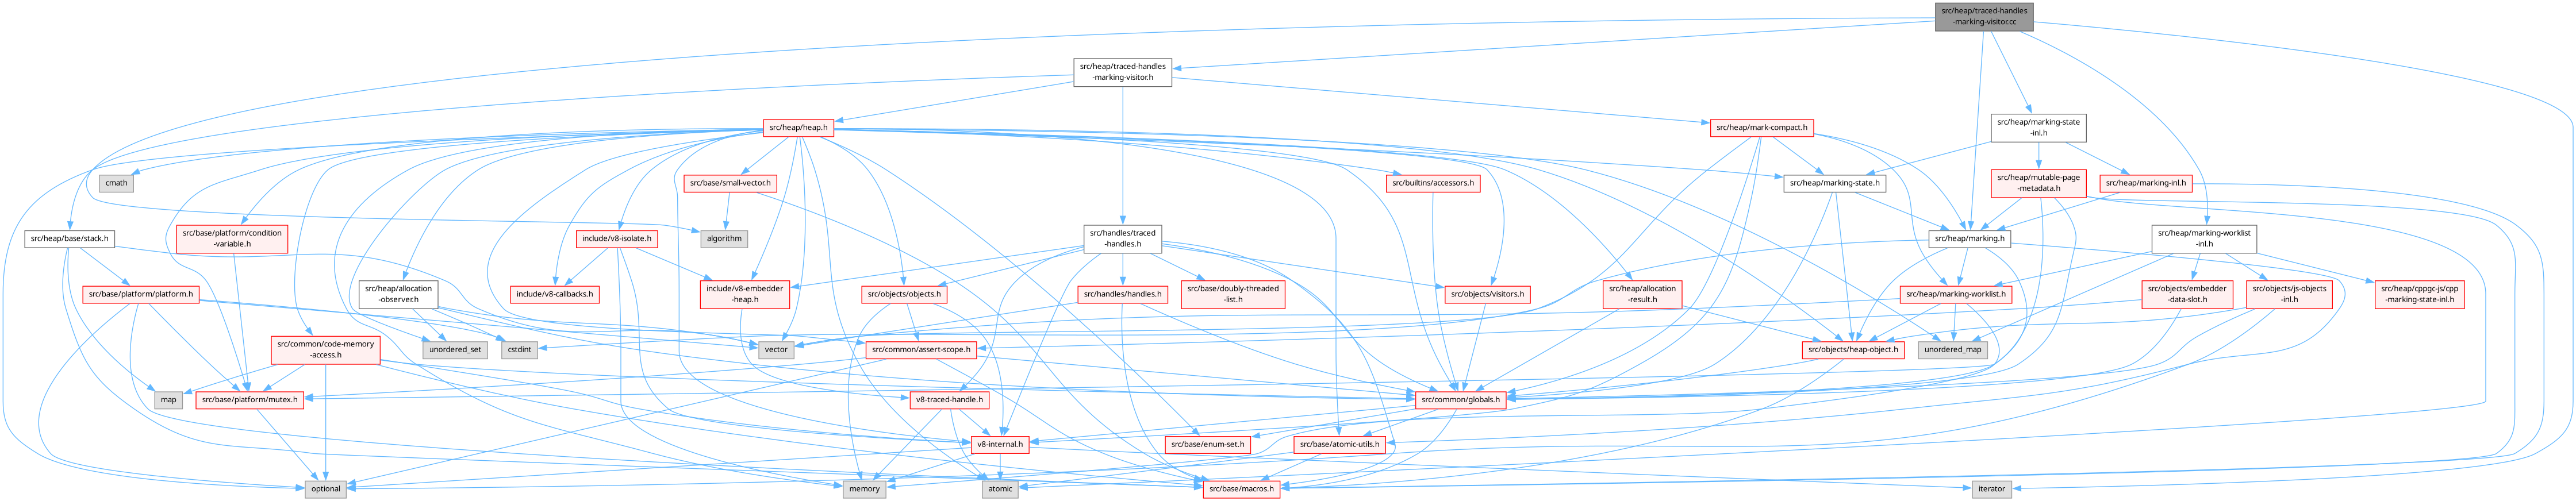 src/heap/traced-handles
-marking-visitor.cc
src/heap/traced-handles
-marking-visitor.h
src/heap/heap.h
src/heap/mark-compact.h
src/heap/marking-state
-inl.h
cmath
src/base/small-vector.h
src/builtins/accessors.h
src/heap/marking-state.h
src/heap/mutable-page
-metadata.h
src/heap/marking-inl.h
src/heap/base/stack.h
src/base/platform/condition
-variable.h
include/v8-isolate.h
algorithm
src/handles/traced
-handles.h
src/heap/marking.h
src/heap/marking-worklist
-inl.h
src/base/platform/platform.h
src/heap/allocation
-observer.h
include/v8-callbacks.h
include/v8-embedder
-heap.h
src/objects/objects.h
src/handles/handles.h
src/base/doubly-threaded
-list.h
src/objects/visitors.h
src/heap/allocation
-result.h
src/heap/marking-worklist.h
src/objects/embedder
-data-slot.h
src/objects/js-objects
-inl.h
src/heap/cppgc-js/cpp
-marking-state-inl.h
src/common/code-memory
-access.h
unordered_set
cstdint
vector
src/common/assert-scope.h
src/objects/heap-object.h
unordered_map
map
src/base/platform/mutex.h
v8-traced-handle.h
src/common/globals.h
v8-internal.h
src/base/enum-set.h
src/base/atomic-utils.h
optional
memory
atomic
src/base/macros.h
iterator